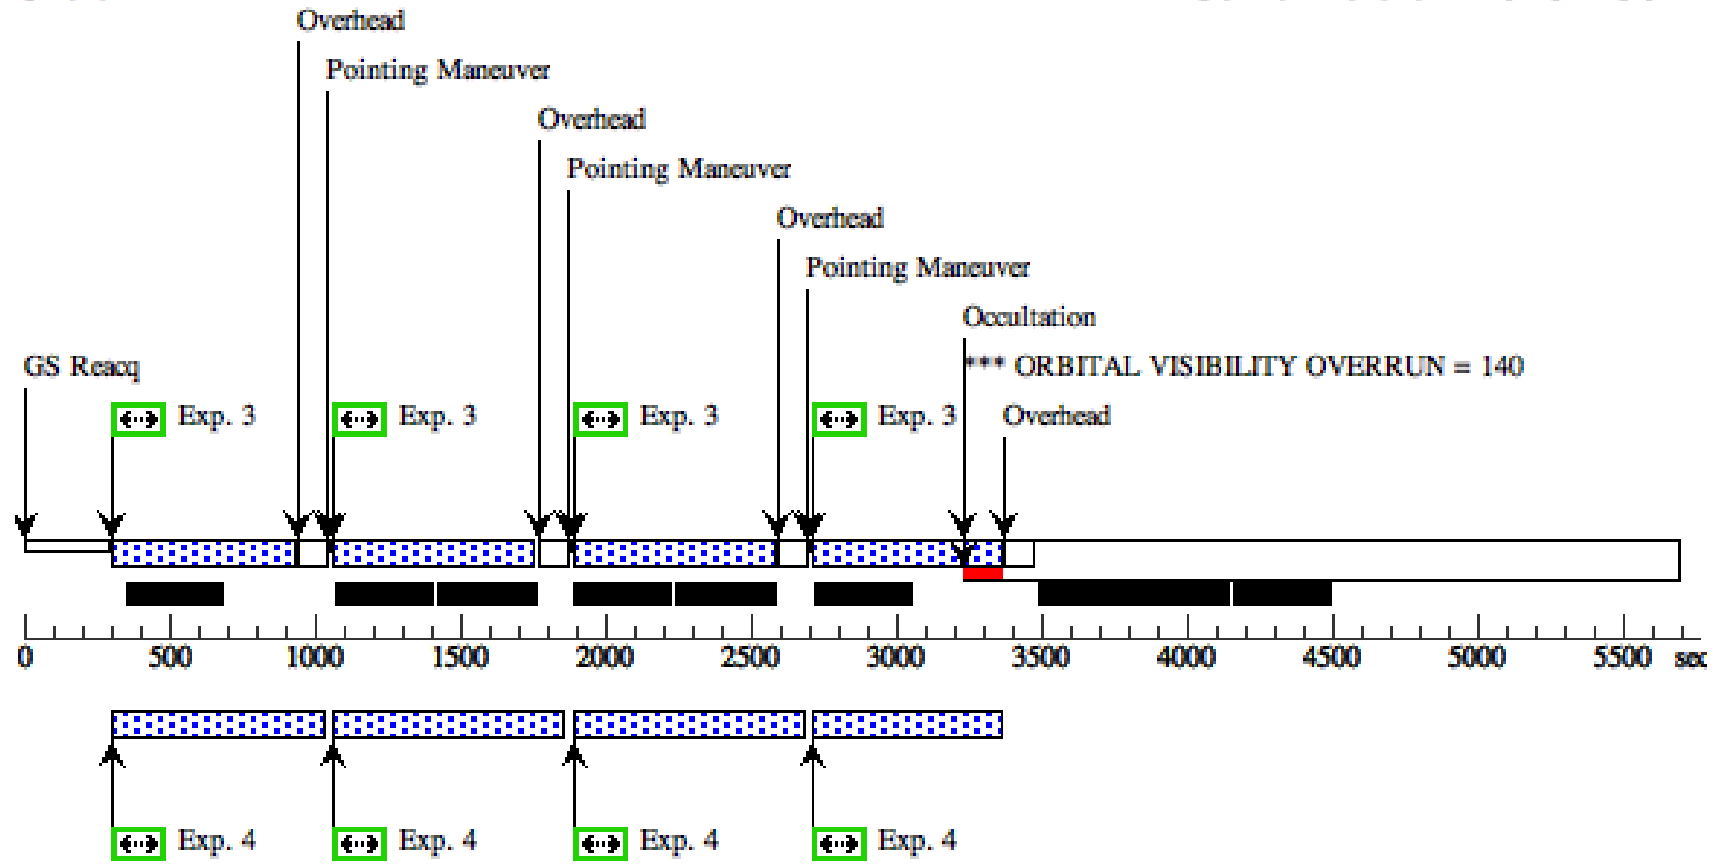 Overhead
Pointing Maneuver
Overhead
Pointing Maneuver
Overhead
Pointing Maneuver
Occultation
GS Reacq
*** ORBITAL VISIBILITY OVERRUN = 140
Exp. 3 Exp. 3 Exp. 3 Exp. 3 Overhead
0 500 1000 1500 2000 2500 3000 3500 4000 4500 5000 5500 sec
Exp. 4 Exp. 4 Exp. 4 Exp. 4